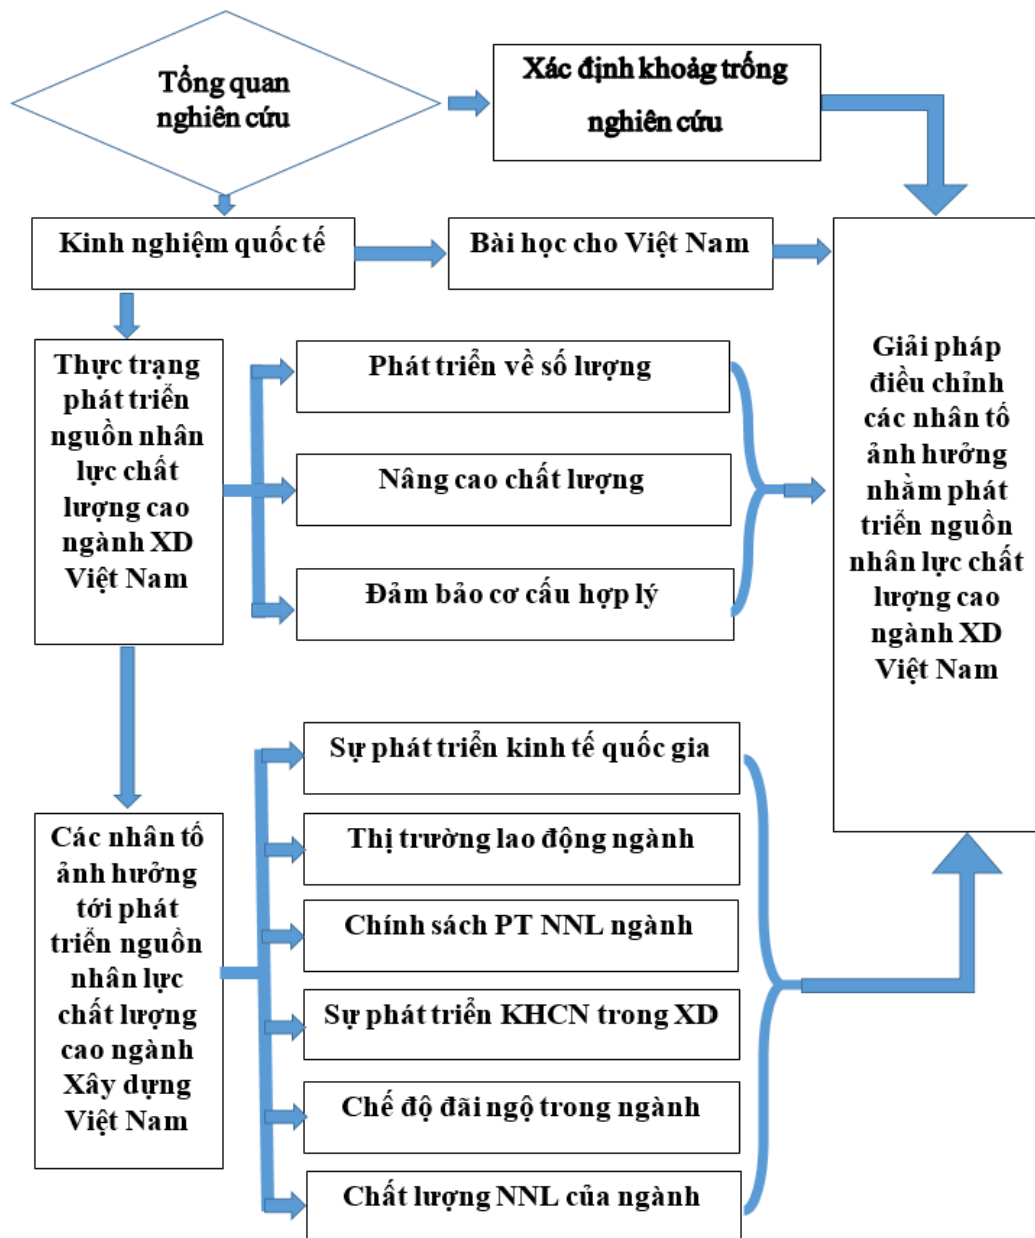 Tổng quan
nghiên cứu
Xác định khoảg trống
nghiên cứu
Kinh nghiệm quốc tế
Bài học cho Việt Nam
Thực trạng
phát triển
nguồn nhân
lực chất
lượng cao
ngành XD
Việt Nam
Phát triển về số lượng
Nâng cao chất lượng
Đảm bảo cơ cấu hợp lý
Giải pháp
điều chỉnh
các nhân tố
ảnh hưởng
nhằm phát
triển nguồn
nhân lực chất
lượng cao
ngành XD
Việt Nam
Các nhân tố
ảnh hưởng
tới phát
triển nguồn
nhân lực
chất lượng
cao ngành
Xây dựng
Việt Nam
Sự phát triển kinh tế quốc gia
Thị trường lao động ngành
Chính sách PT NNL ngành
Sự phát triển KHCN trong XD
Chế độ đãi ngộ trong ngành
Chất lượng NNL của ngành